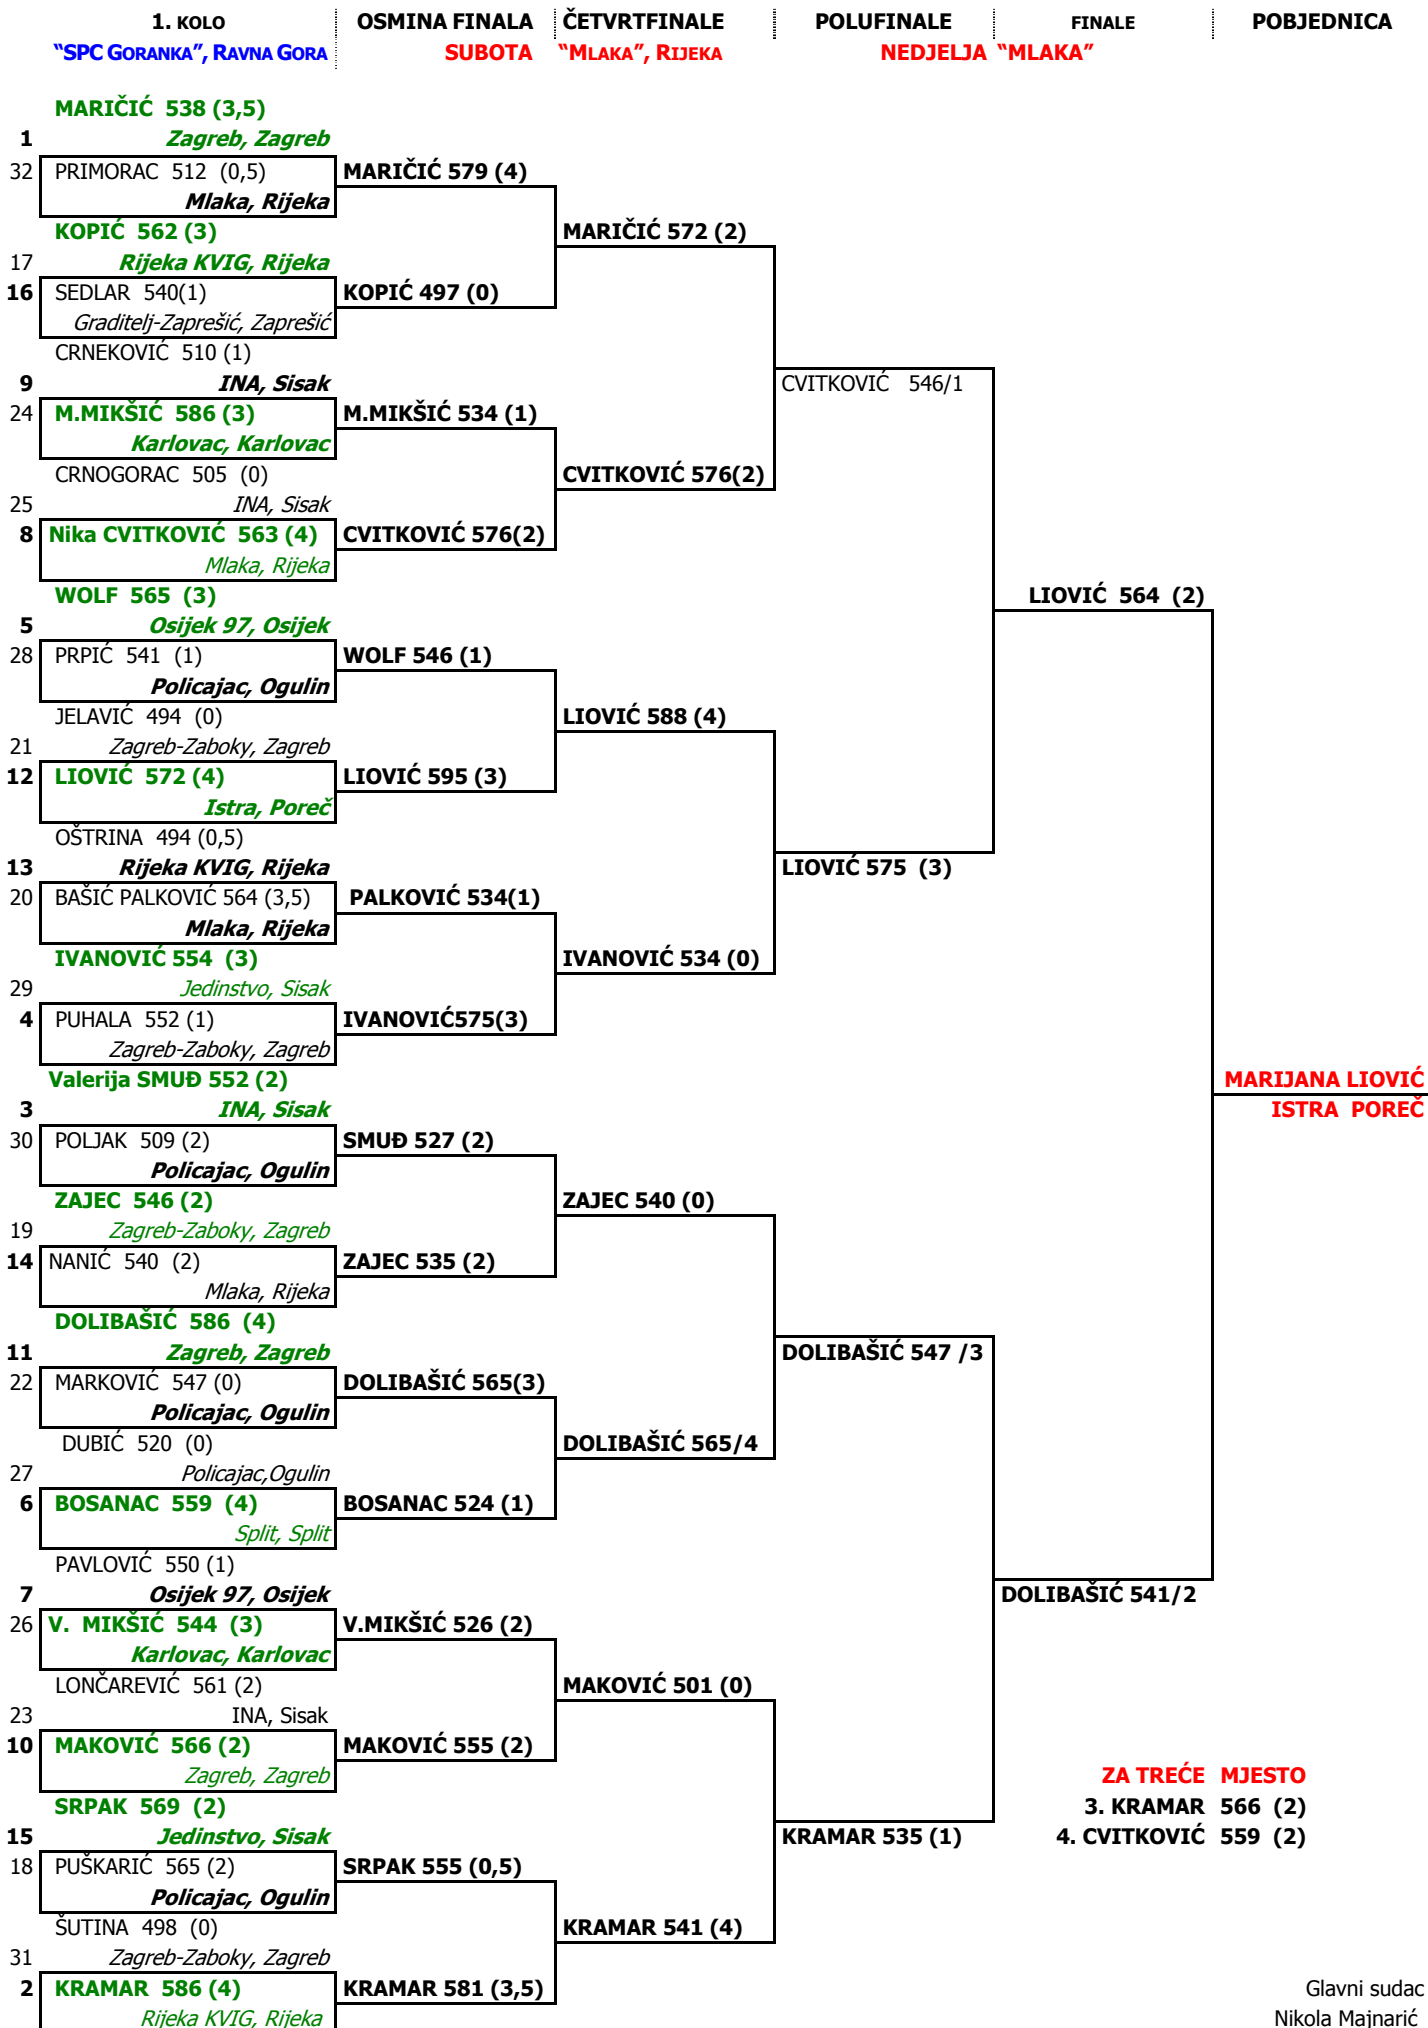 1. KOLO OSMINA FINALA ČETVRTFINALE POLUFINALE FINALE POBJEDNICA
“SPC GORANKA”, RAVNA GORA SUBOTA “MLAKA”, RIJEKA NEDJELJA “MLAKA”
MARIČIĆ 538 (3,5)
1 Zagreb, Zagreb
32 PRIMORAC 512 (0,5) MARIČIĆ 579 (4)
Mlaka, Rijeka
KOPIĆ 562 (3) MARIČIĆ 572 (2)
17 Rijeka KVIG, Rijeka
16 SEDLAR 540(1) KOPIĆ 497 (0)
Graditelj-Zaprešić, Zaprešić
CRNEKOVIĆ 510 (1)
9 INA, Sisak CVITKOVIĆ 546/1
24 M.MIKŠIĆ 586 (3) M.MIKŠIĆ 534 (1)
Karlovac, Karlovac
CRNOGORAC 505 (0) CVITKOVIĆ 576(2)
25 INA, Sisak
8 Nika CVITKOVIĆ 563 (4) CVITKOVIĆ 576(2)
Mlaka, Rijeka
WOLF 565 (3) LIOVIĆ 564 (2)
5 Osijek 97, Osijek
28 PRPIĆ 541 (1) WOLF 546 (1)
Policajac, Ogulin
JELAVIĆ 494 (0) LIOVIĆ 588 (4)
21 Zagreb-Zaboky, Zagreb
12 LIOVIĆ 572 (4) LIOVIĆ 595 (3)
Istra, Poreč
OŠTRINA 494 (0,5)
13 Rijeka KVIG, Rijeka LIOVIĆ 575 (3)
20 BAŠIĆ PALKOVIĆ 564 (3,5) PALKOVIĆ 534(1)
Mlaka, Rijeka
IVANOVIĆ 554 (3) IVANOVIĆ 534 (0)
29 Jedinstvo, Sisak
4 PUHALA 552 (1) IVANOVIĆ575(3)
Zagreb-Zaboky, Zagreb
Valerija SMUĐ 552 (2) MARIJANA LIOVIĆ
3 INA, Sisak ISTRA POREČ
30 POLJAK 509 (2) SMUĐ 527 (2)
Policajac, Ogulin
ZAJEC 546 (2) ZAJEC 540 (0)
19 Zagreb-Zaboky, Zagreb
14 NANIĆ 540 (2) ZAJEC 535 (2)
Mlaka, Rijeka
DOLIBAŠIĆ 586 (4)
11 Zagreb, Zagreb DOLIBAŠIĆ 547 /3
22 MARKOVIĆ 547 (0) DOLIBAŠIĆ 565(3)
Policajac, Ogulin
DUBIĆ 520 (0) DOLIBAŠIĆ 565/4
27 Policajac,Ogulin
6 BOSANAC 559 (4) BOSANAC 524 (1)
Split, Split
PAVLOVIĆ 550 (1)
7 Osijek 97, Osijek DOLIBAŠIĆ 541/2
26 V. MIKŠIĆ 544 (3) V.MIKŠIĆ 526 (2)
Karlovac, Karlovac
LONČAREVIĆ 561 (2) MAKOVIĆ 501 (0)
23 INA, Sisak
10 MAKOVIĆ 566 (2) MAKOVIĆ 555 (2)
Zagreb, Zagreb ZA TREĆE MJESTO
SRPAK 569 (2) 3. KRAMAR 566 (2)
15 Jedinstvo, Sisak KRAMAR 535 (1) 4. CVITKOVIĆ 559 (2)
18 PUŠKARIĆ 565 (2) SRPAK 555 (0,5)
Policajac, Ogulin
ŠUTINA 498 (0) KRAMAR 541 (4)
31 Zagreb-Zaboky, Zagreb
2 KRAMAR 586 (4) KRAMAR 581 (3,5) Glavni sudac
Rijeka KVIG, Rijeka Nikola Majnarić